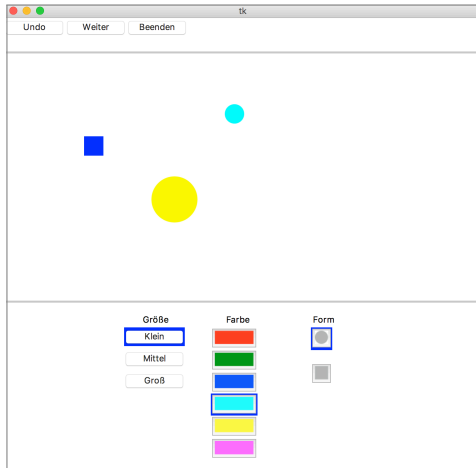 tk
Undo Weiter Beenden
Größe Farbe Form
Klein
Mittel
Groß